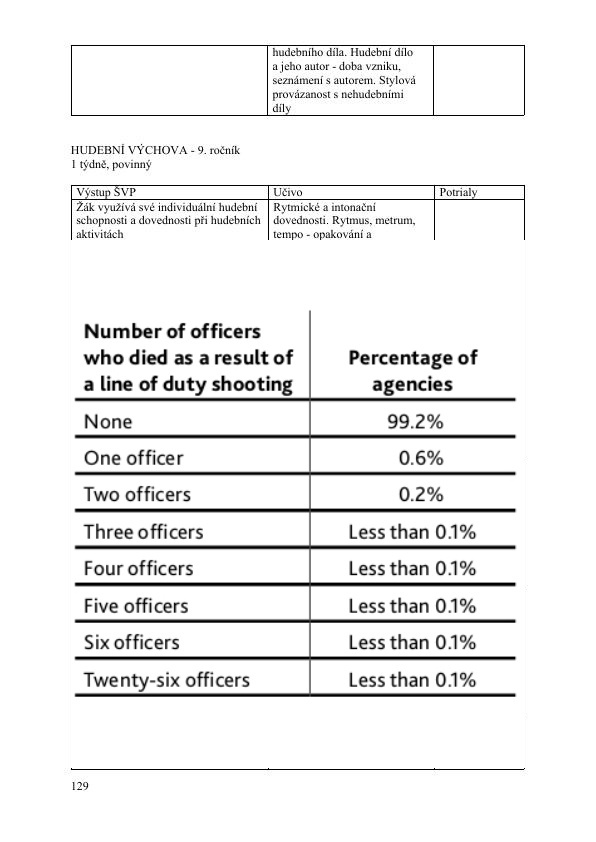 hudebního díla. Hudební dílo
a jeho autor - doba vzniku,
seznámení s autorem. Stylová
provázanost s nehudebními
díly
HUDEBNÍ VÝCHOVA - 9. ročník
1 týdně, povinný
Výstup ŠVP Učivo Potrialy
Žák využívá své individuální hudební
schopnosti a dovednosti při hudebních
aktivitách
Rytmické a intonační
dovednosti. Rytmus, metrum,
tempo - opakování a
Number of officers
who died as a result of
a line of duty shooting
Percentage of
agencies
None 99.2%
One officer 0.6%
Two officers 0.2%
Three officers Less than 0.1%
Four officers Less than 0.1%
Five officers Less than 0.1%
Six officers Less than 0.1%
Twenty-six officers Less than 0.1%
129